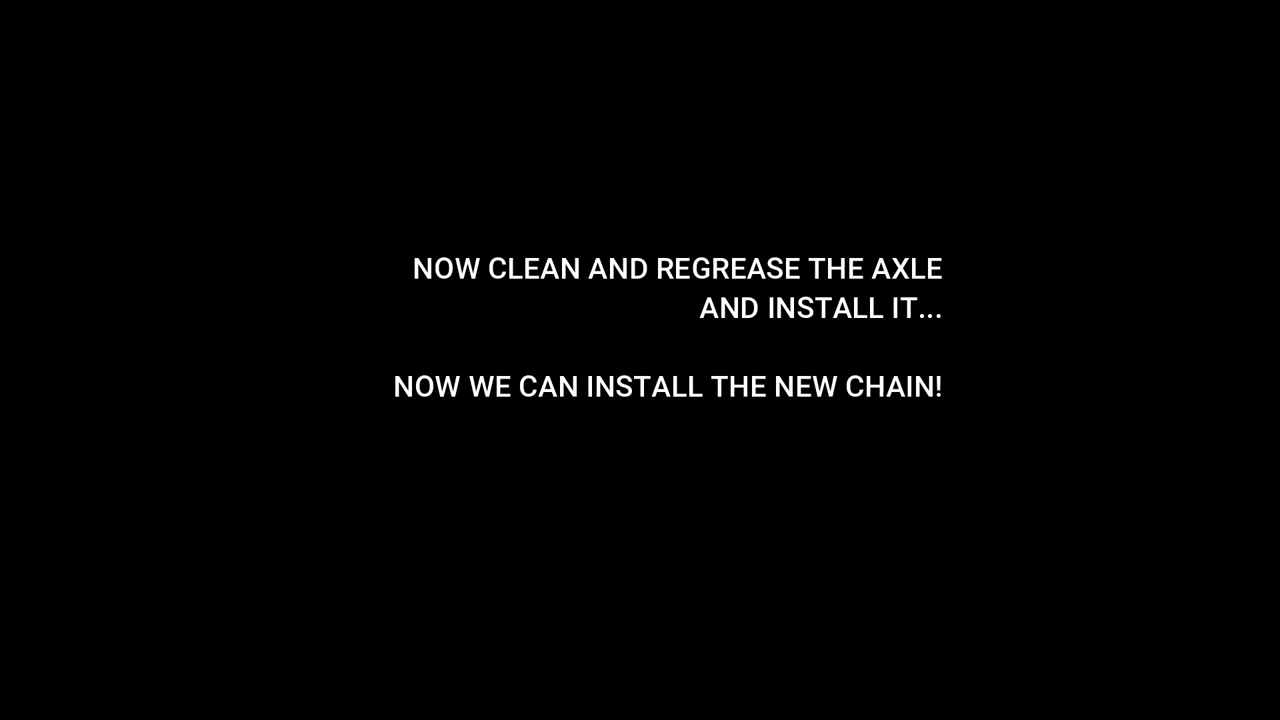 NOW CLEAN AND REGREASE THE AXLE
AND INSTALL IT...
NOW WE CAN INSTALL THE NEW CHAIN!